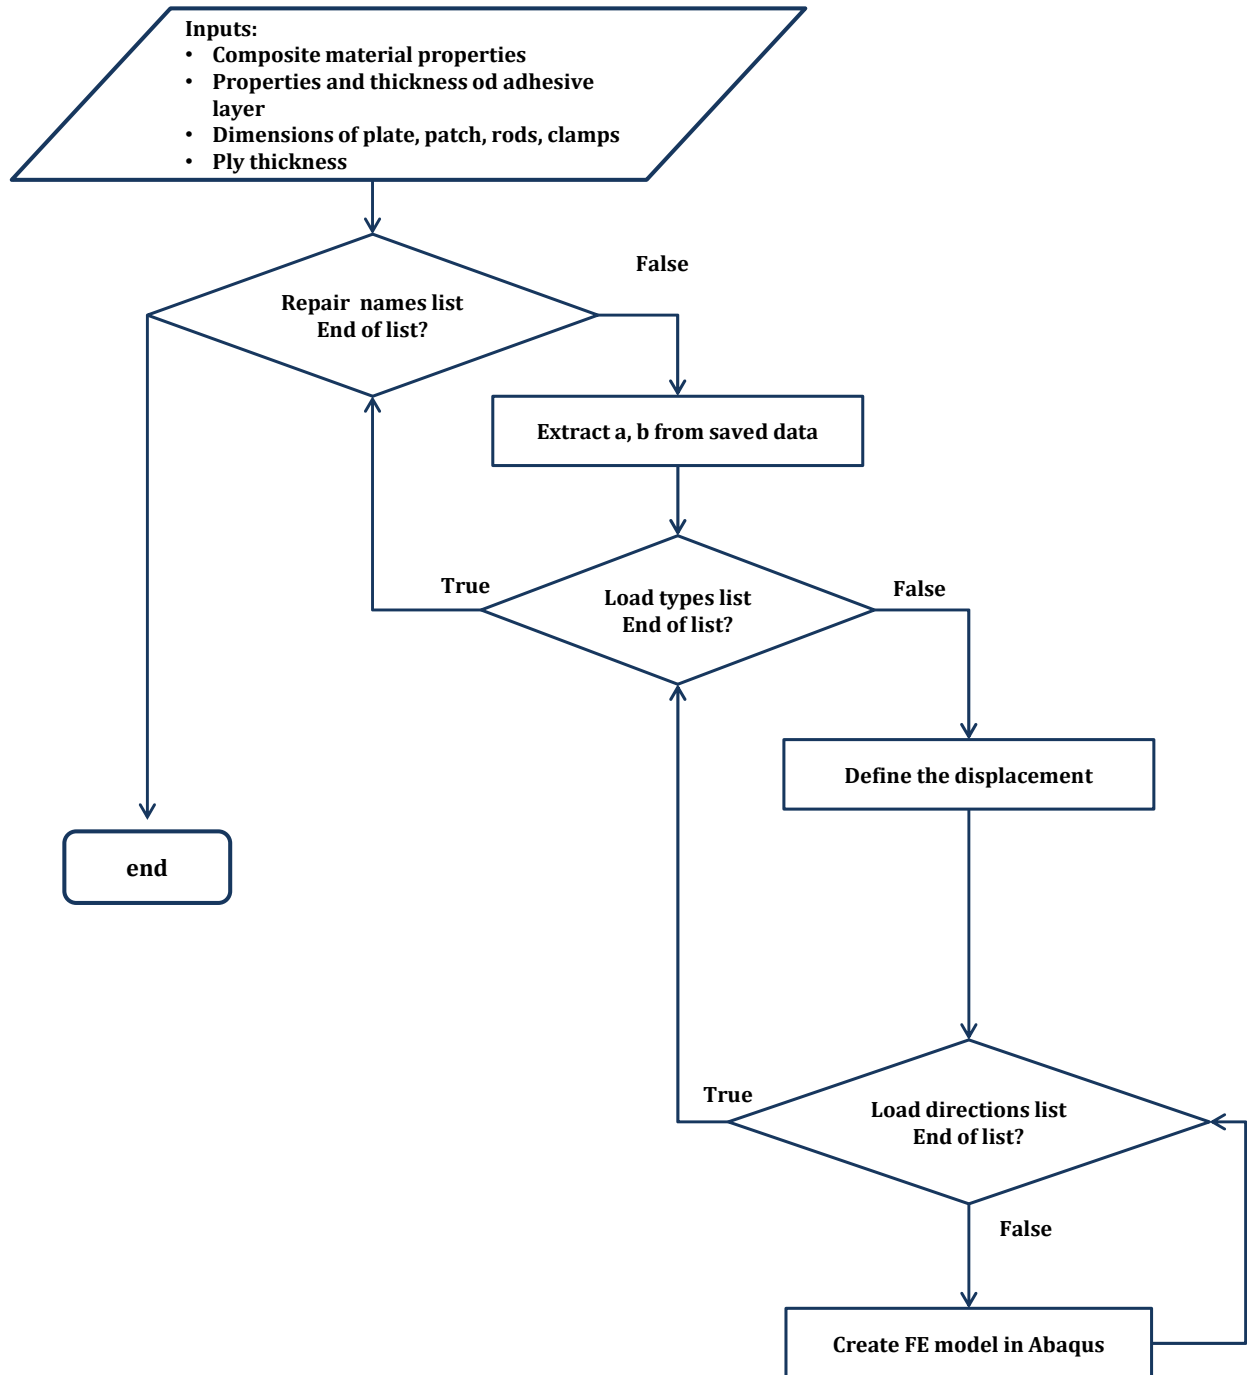 Inputs:
• Composite material properties
• Properties and thickness od adhesive
layer
• Dimensions of plate, patch, rods, clamps
• Ply thickness
False
Repair names list
End of list?
Extract a, b from saved data
True
False
Load types list
End of list?
Define the displacement
end
True
Load directions list
End of list?
False
Create FE model in Abaqus